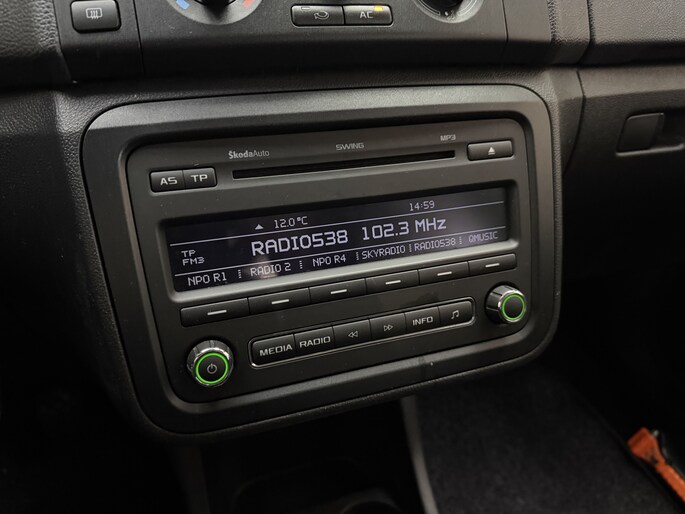 AC
ŠkodaAuto SWING MP3
AS TP
12.0°C 14:59
TP
FM3
RADIO538 102.3 MHz
NPO R1 RADIO 2 NPO R4 SKYRADIO RADIO538 QMUSIC
MEDIA RADIO INFO